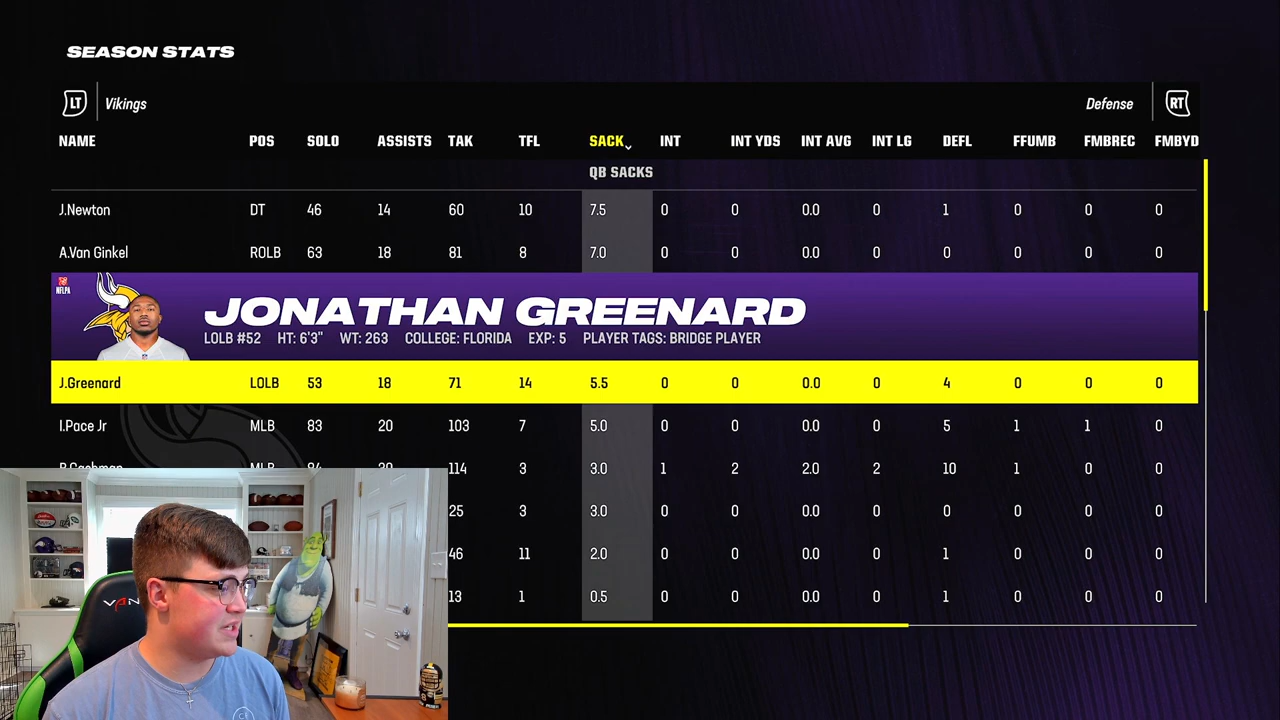 SEASON STATS
LT Vikings Defense RT
NAME POS SOLO ASSISTS TAK TFL SACK INT INT YDS INT AVG INT LG DEFL FFUMB FMBREC FMBYD
QB SACKS
J.Newton DT 46 14 60 10 7.5 0 0 0.0 0 1 0 0 0
A.Van Ginkel ROLB 63 18 81 8 7.0 0 0 0.0 0 0 0 0 0
NFLPA
JONATHAN GREENARD
LOLB #52 HT: 6'3" WT: 263 COLLEGE: FLORIDA EXP: 5 PLAYER TAGS: BRIDGE PLAYER
J.Greenard LOLB 53 18 71 14 5.5 0 0 0.0 0 4 0 0 0
I.Pace Jr MLB 83 20 103 7 5.0 0 0 0.0 0 5 1 1 0
MLB 114 3 3.0 1 2 2.0 2 10 1 0 0
25 3 3.0 0 0 0.0 0 0 0 0 0
46 11 2.0 0 0 0.0 0 1 0 0 0
13 1 0.5 0 0 0.0 0 1 0 0 0